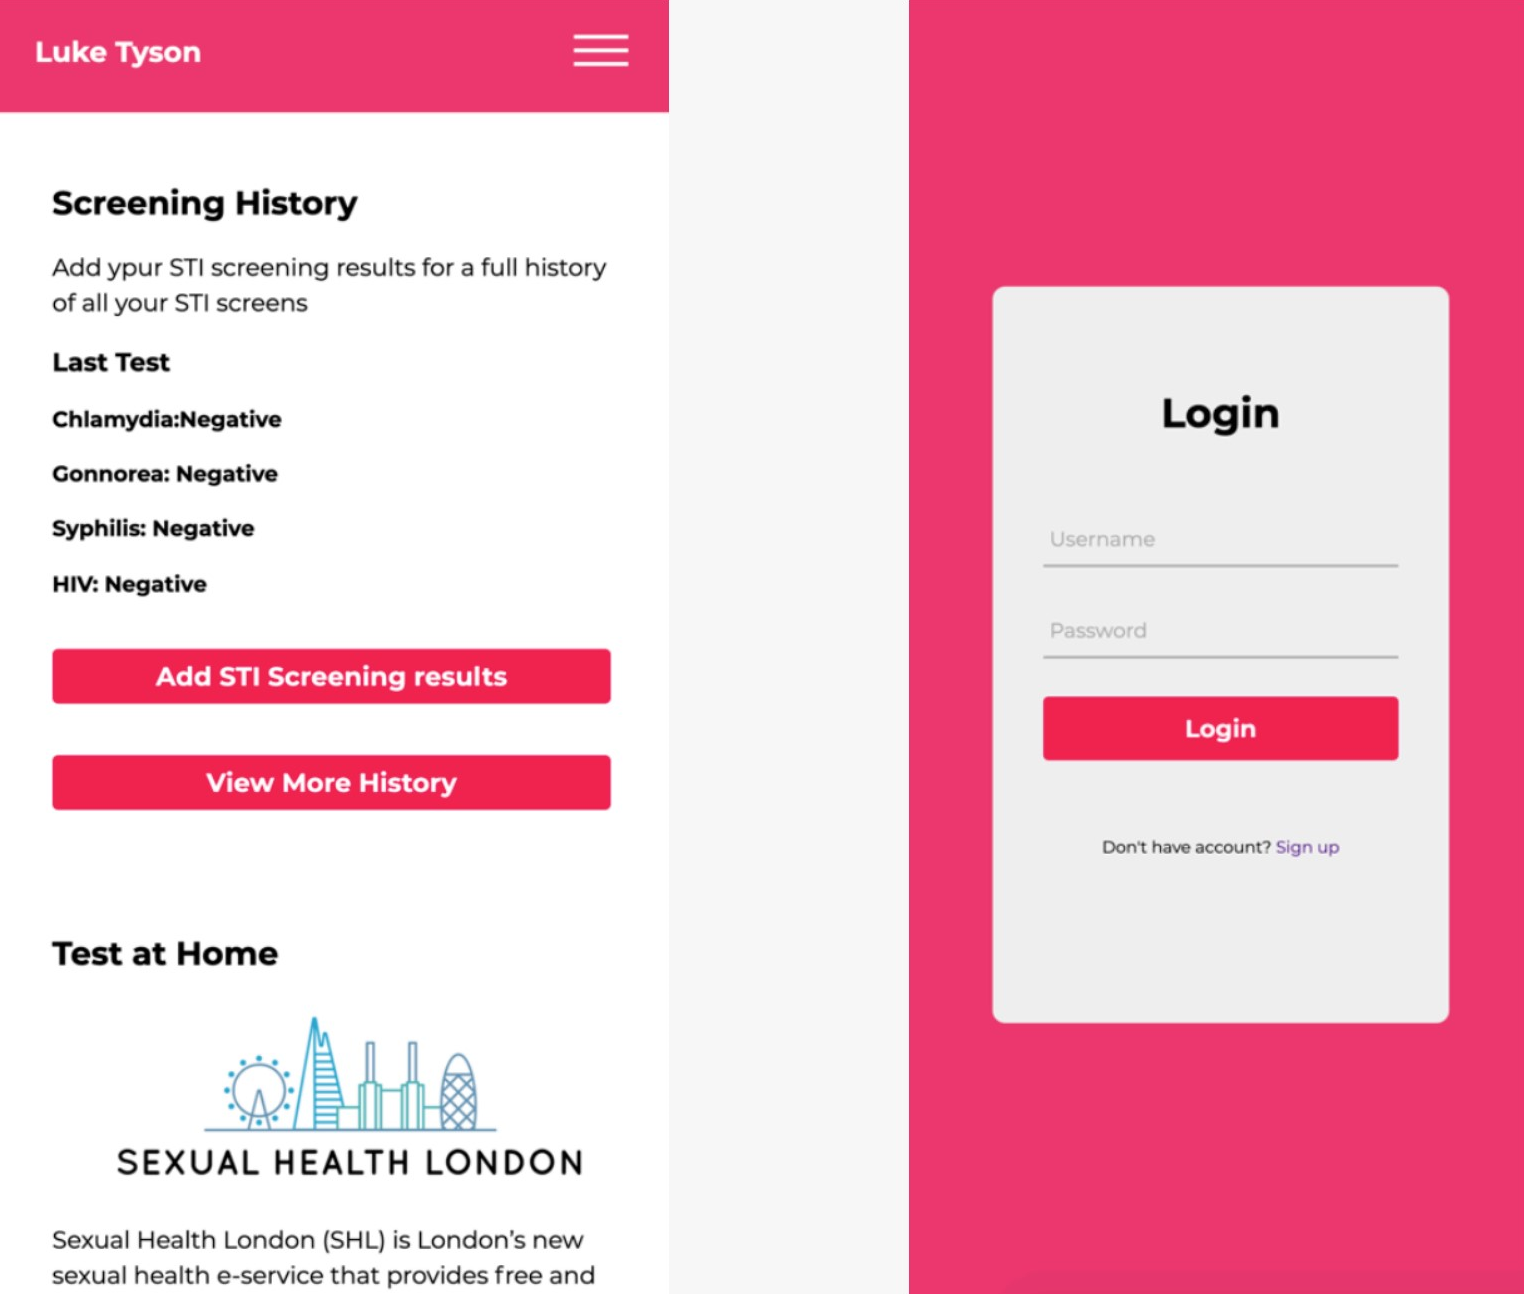 Luke Tyson
Screening History
Add ypur STI screening results for a full history
of all your STI screens
Last Test
Chlamydia:Negative
Gonnorea: Negative
Syphilis: Negative
HIV: Negative
Add STI Screening results
View More History
Test at Home
SEXUAL HEALTH LONDON
Sexual Health London (SHL) is London’s new
sexual health e-service that provides free and
Login
Username
Password
Login
Don't have account? Sign up